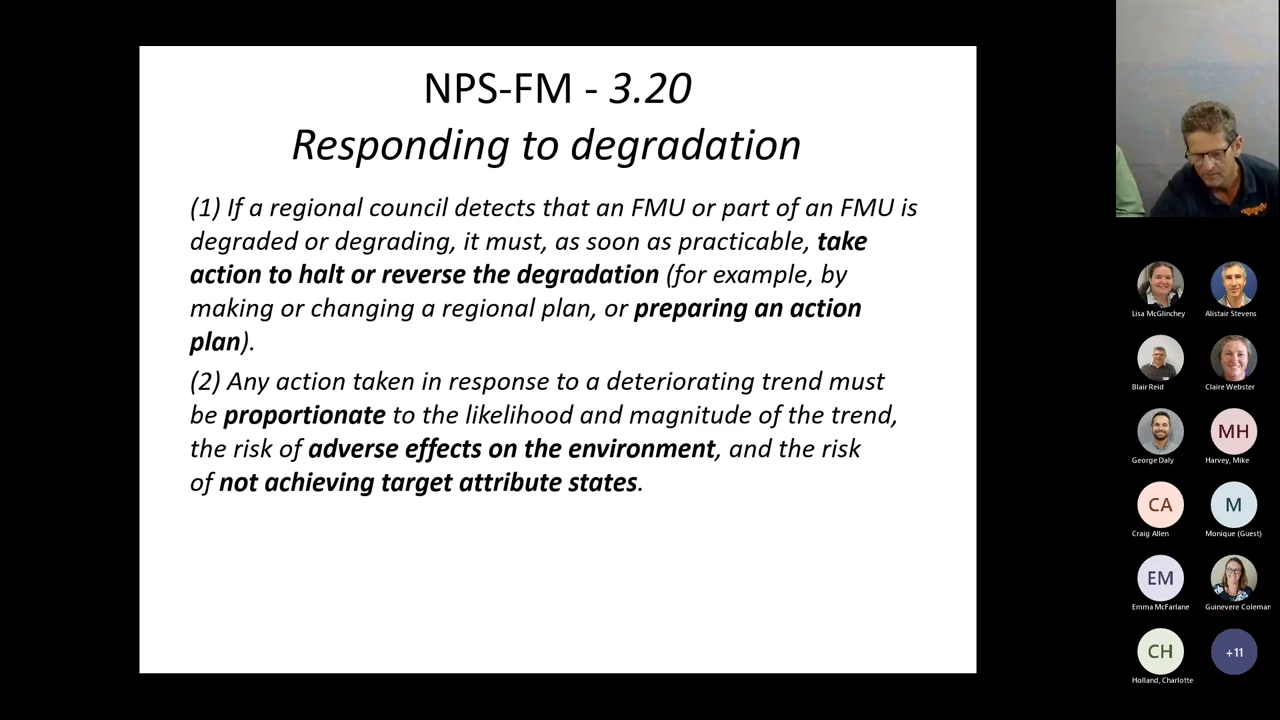 NPS-FM - 3.20
Responding to degradation
(1) If a regional council detects that an FMU or part of an FMU is
degraded or degrading, it must, as soon as practicable, take
action to halt or reverse the degradation (for example, by
making or changing a regional plan, or preparing an action
plan).
(2) Any action taken in response to a deteriorating trend must
be proportionate to the likelihood and magnitude of the trend,
the risk of adverse effects on the environment, and the risk
of not achieving target attribute states.
Lisa McGlinchey
Alistair Stevens
Blair Reid
Claire Webster
MH
George Daly
Harvey, Mike
CA
M
Craig Allen
Monique (Guest)
EM
Emma McFarlane
Guinevere Coleman
CH
+11
Holland, Charlotte